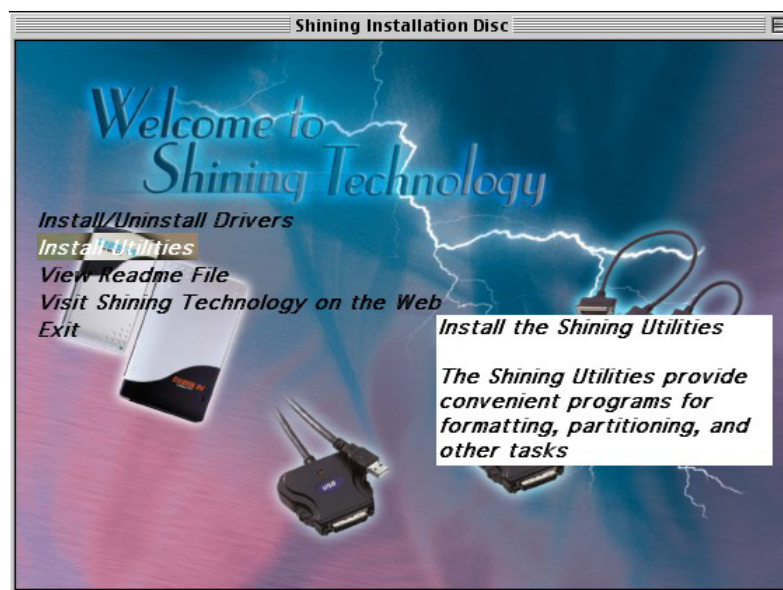 Shining Installation Disc
Welcome to
Shining Technology
Install/Uninstall Drivers
Install Utilities
View Readme File
Visit Shining Technology on the Web
Exit
Install the Shining Utilities
The Shining Utilities provide
convenient programs for
formatting, partitioning, and
other tasks
USB